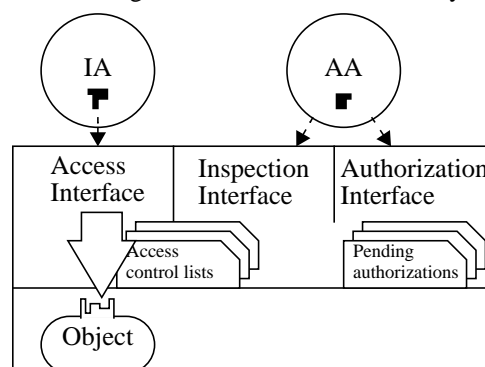 IA
AA
Access
Interface
Inspection
Interface
Authorization
Interface
Access
control lists
Pending
authorizations
Object